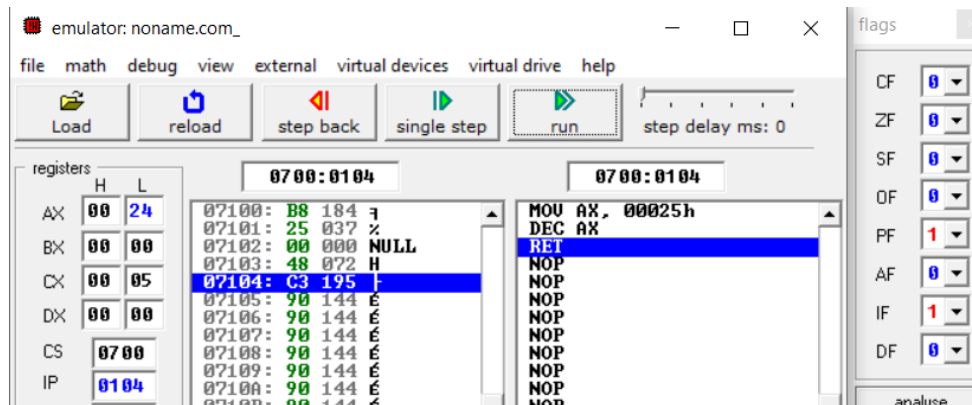 emulator: noname.com_
flags
file math debug view external virtual devices virtual drive help
Load
reload
step back
single step
run
step delay ms: 0
registers
H L
AX 00 24
BX 00 00
CX 00 05
DX 00 00
CS 0700
IP 0104
0700:0104
07100: B8 184 ╕
07101: 25 037 %
07102: 00 000 NULL
07103: 48 072 H
07104: C3 195 ├
07105: 90 144 É
07106: 90 144 É
07107: 90 144 É
07108: 90 144 É
07109: 90 144 É
0710A: 90 144 É
0710B: 90 144 É
0700:0104
MOV AX, 00025h
DEC AX
RET
NOP
NOP
NOP
NOP
NOP
NOP
NOP
NOP
NOP
CF 0
ZF 0
SF 0
OF 0
PF 1
AF 0
IF 1
DF 0
analyse